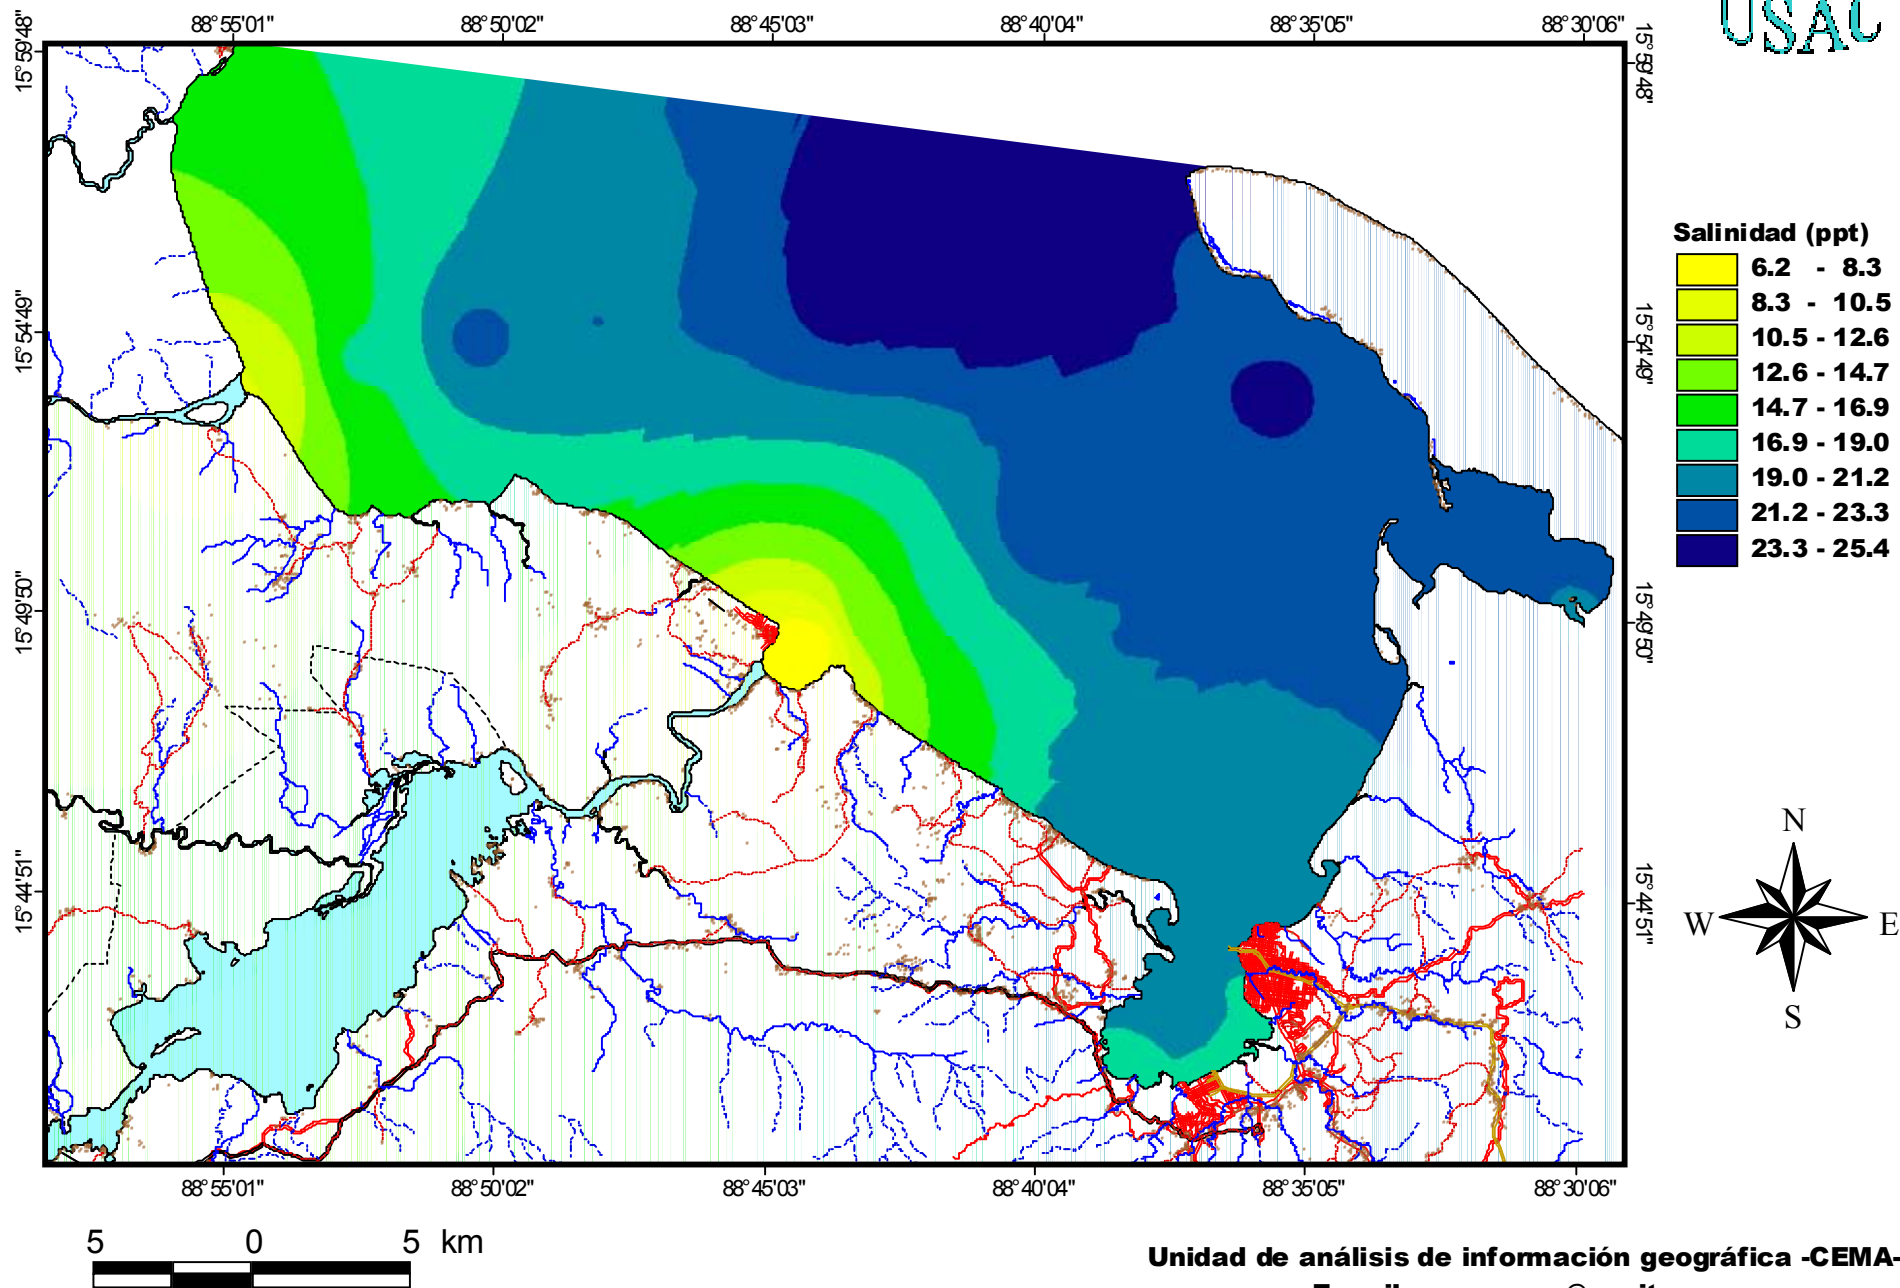 USAC
88°55'01" 88°50'02" 88°45'03" 88°40'04" 88°35'05" 88°30'06"
15°59'48"
15°59'48"
15°54'49"
15°54'49"
15°49'50"
15°49'50"
15°44'51"
15°44'51"
Salinidad (ppt)
6.2 - 8.3
8.3 - 10.5
10.5 - 12.6
12.6 - 14.7
14.7 - 16.9
16.9 - 19.0
19.0 - 21.2
21.2 - 23.3
23.3 - 25.4
N
W E
S
88°55'01" 88°50'02" 88°45'03" 88°40'04" 88°35'05" 88°30'06"
5 0 5 km
Unidad de análisis de información geográfica -CEMA-